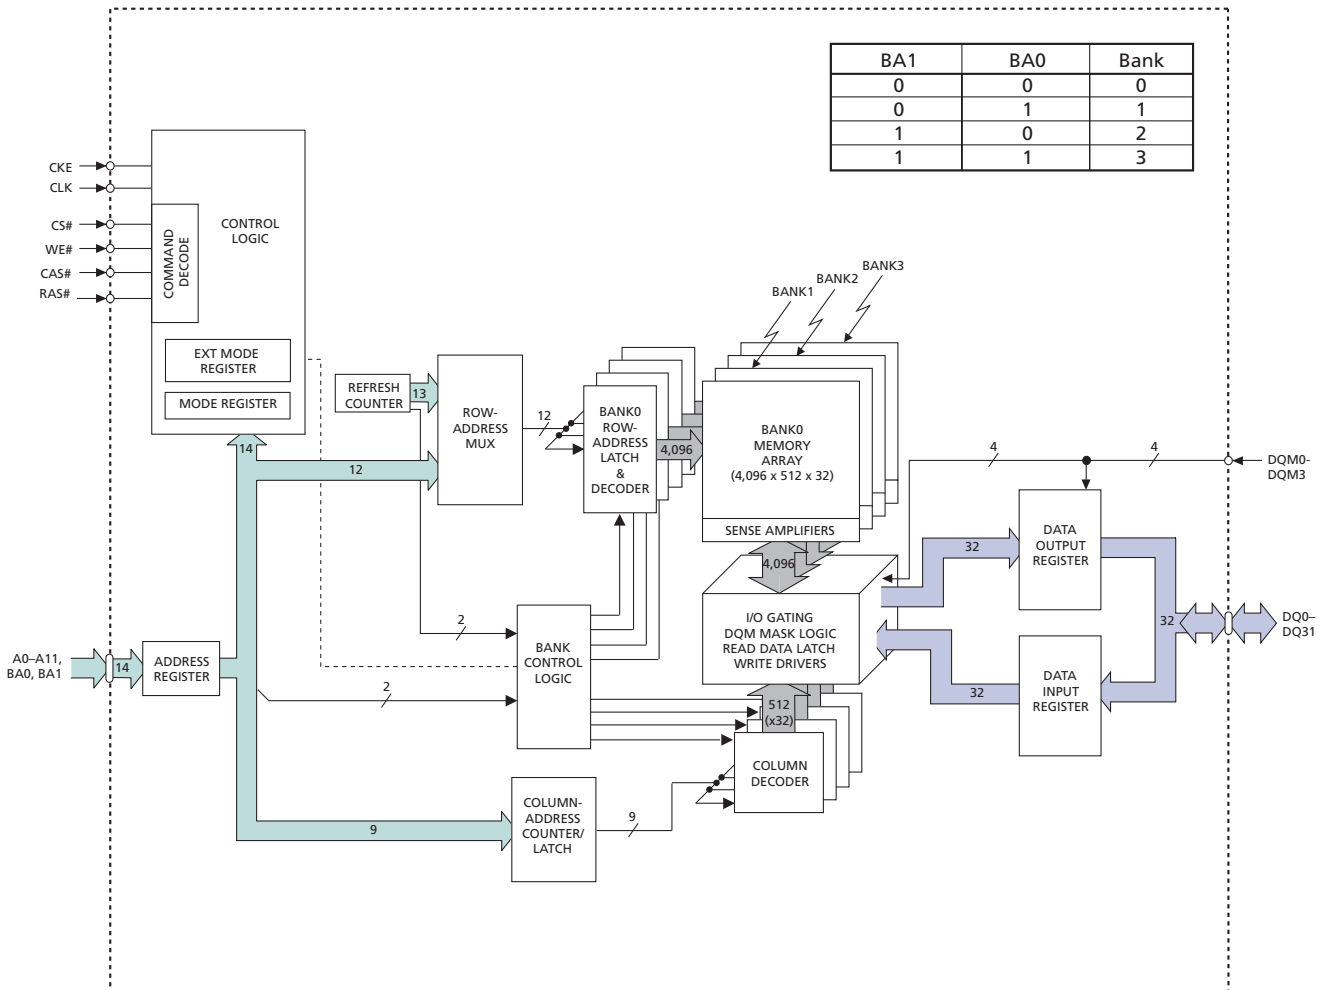 BA1 BA0 Bank
0 0 0
0 1 1
1 0 2
1 1 3
CKE
CLK
CS#
WE#
CAS#
RAS#
COMMAND
DECODE
CONTROL
LOGIC
EXT MODE
REGISTER
MODE REGISTER
BANK1
BANK2
BANK3
REFRESH
COUNTER
13
ROW-
ADDRESS
MUX
12
BANK0
ROW-
ADDRESS
LATCH
&
DECODER
4,096
BANK0
MEMORY
ARRAY
(4,096 x 512 x 32)
SENSE AMPLIFIERS
14
12
4
4
DQM0–
DQM3
DATA
OUTPUT
REGISTER
32
4,096
I/O GATING
DQM MASK LOGIC
READ DATA LATCH
WRITE DRIVERS
32
DQ0–
DQ31
2
BANK
CONTROL
LOGIC
A0–A11,
BA0, BA1
14
ADDRESS
REGISTER
2
DATA
INPUT
REGISTER
32
512
(x32)
COLUMN
DECODER
9
COLUMN-
ADDRESS
COUNTER/
LATCH
9